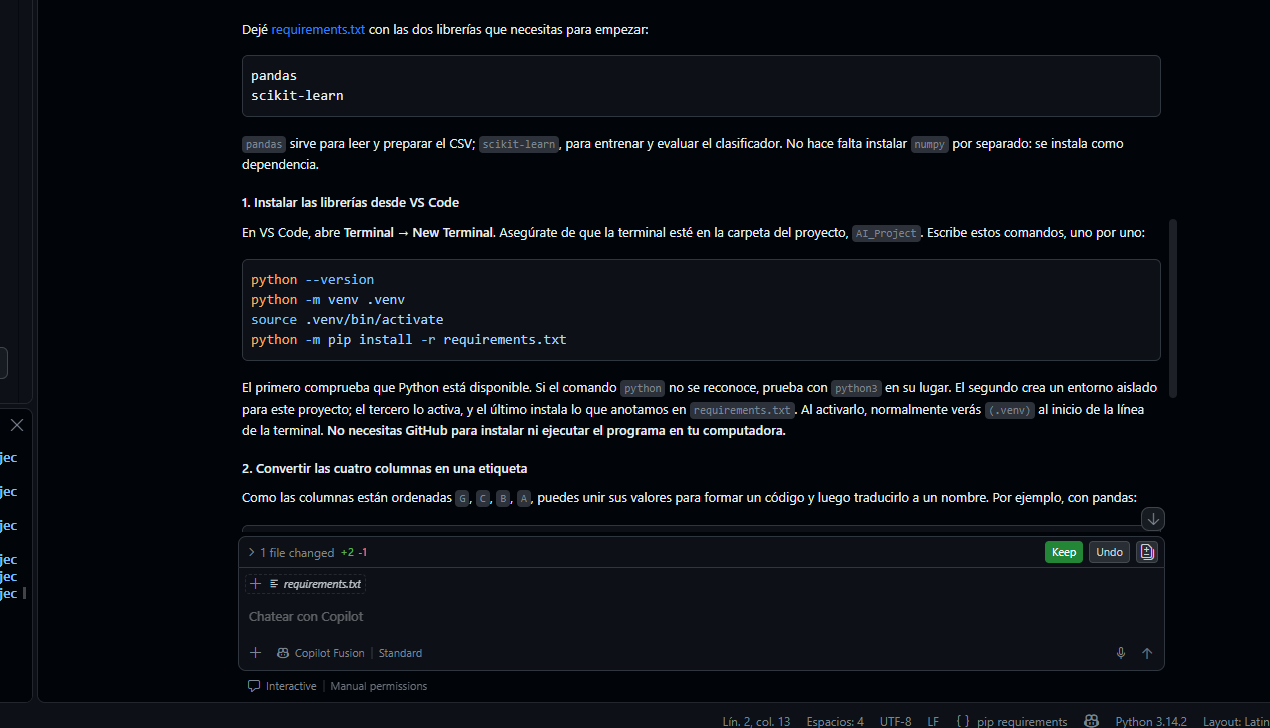 Dejé requirements.txt con las dos librerías que necesitas para empezar:
pandas
scikit-learn
pandas sirve para leer y preparar el CSV; scikit-learn, para entrenar y evaluar el clasificador. No hace falta instalar numpy por separado: se instala como
dependencia.
1. Instalar las librerías desde VS Code
En VS Code, abre Terminal → New Terminal. Asegúrate de que la terminal esté en la carpeta del proyecto, AI_Project. Escribe estos comandos, uno por uno:
python --version
python -m venv .venv
source .venv/bin/activate
python -m pip install -r requirements.txt
El primero comprueba que Python está disponible. Si el comando python no se reconoce, prueba con python3 en su lugar. El segundo crea un entorno aislado
para este proyecto; el tercero lo activa, y el último instala lo que anotamos en requirements.txt. Al activarlo, normalmente verás (.venv) al inicio de la línea
de la terminal. No necesitas GitHub para instalar ni ejecutar el programa en tu computadora.
2. Convertir las cuatro columnas en una etiqueta
Como las columnas están ordenadas G, C, B, A, puedes unir sus valores para formar un código y luego traducirlo a un nombre. Por ejemplo, con pandas:
jec
jec
jec
jec
jec
jec
1 file changed +2 -1
Keep Undo
requirements.txt
Chatear con Copilot
Copilot Fusion | Standard
Interactive | Manual permissions
Lín. 2, col. 13 Espacios: 4 UTF-8 LF { } pip requirements Python 3.14.2 Layout: Latin